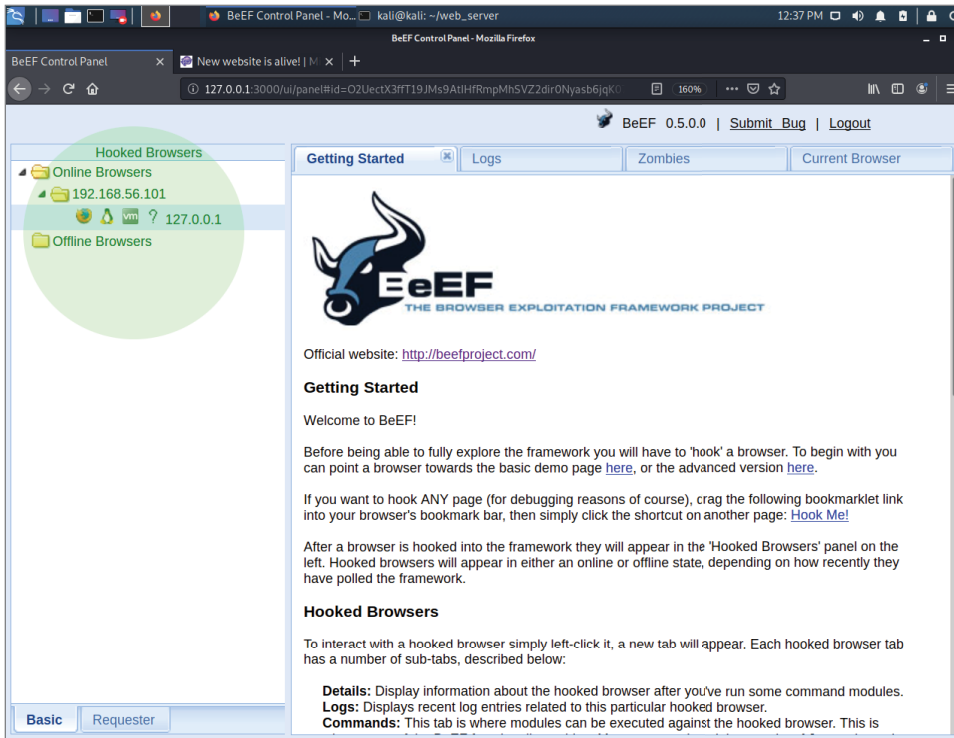 BeEF Control Panel - Mo...
kali@kali: ~/web_server
12:37 PM
BeEF Control Panel - Mozilla Firefox
BeEF Control Panel
New website is alive! | M
127.0.0.1:3000/ui/panel#id=O2UectX3ffT19JMs9AtIHfRmpMhSVZ2dir0Nyasb6jqK0
160%
BeEF 0.5.0.0 | Submit Bug | Logout
Hooked Browsers
Online Browsers
192.168.56.101
vm ? 127.0.0.1
Offline Browsers
Basic
Requester
Getting Started
Logs
Zombies
Current Browser
BeEF
THE BROWSER EXPLOITATION FRAMEWORK PROJECT
Official website: http://beefproject.com/
Getting Started
Welcome to BeEF!
Before being able to fully explore the framework you will have to 'hook' a browser. To begin with you
can point a browser towards the basic demo page here, or the advanced version here.
If you want to hook ANY page (for debugging reasons of course), crag the following bookmarklet link
into your browser's bookmark bar, then simply click the shortcut on another page: Hook Me!
After a browser is hooked into the framework they will appear in the 'Hooked Browsers' panel on the
left. Hooked browsers will appear in either an online or offline state, depending on how recently they
have polled the framework.
Hooked Browsers
To interact with a hooked browser simply left-click it, a new tab will appear. Each hooked browser tab
has a number of sub-tabs, described below:
Details: Display information about the hooked browser after you've run some command modules.
Logs: Displays recent log entries related to this particular hooked browser.
Commands: This tab is where modules can be executed against the hooked browser. This is